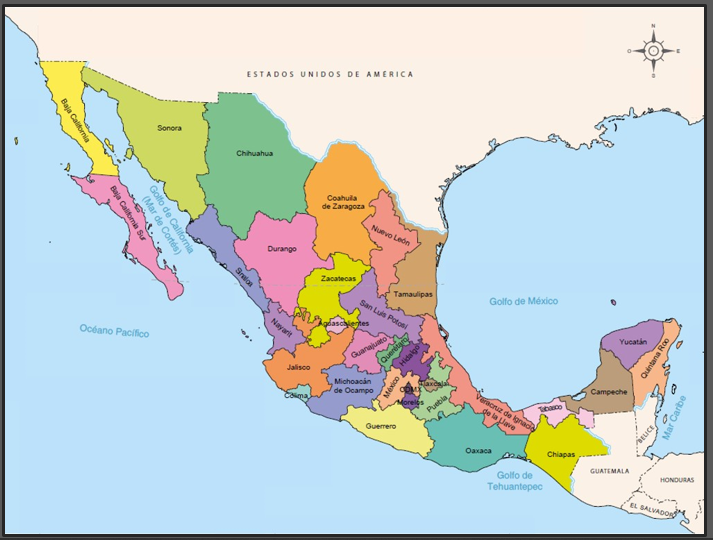 N
O
E
S
ESTADOS UNIDOS DE AMÉRICA
Baja California
Sonora
Chihuahua
Coahuila
de Zaragoza
Nuevo León
Baja California Sur
Golfo de California
(Mar de Cortés)
Durango
Sinaloa
Zacatecas
Tamaulipas
San Luis Potosí
Golfo de México
Océano Pacífico
Nayarit
Aguascalientes
Guanajuato
Querétaro
Hidalgo
Jalisco
Colima
Michoacán
de Ocampo
México
CDMX
Tlaxcala
Morelos
Puebla
Veracruz de Ignacio
de la Llave
Guerrero
Oaxaca
Tabasco
Chiapas
Campeche
Yucatán
Quintana Roo
Mar Caribe
BELICE
GUATEMALA
HONDURAS
EL SALVADOR
Golfo de
Tehuantepec